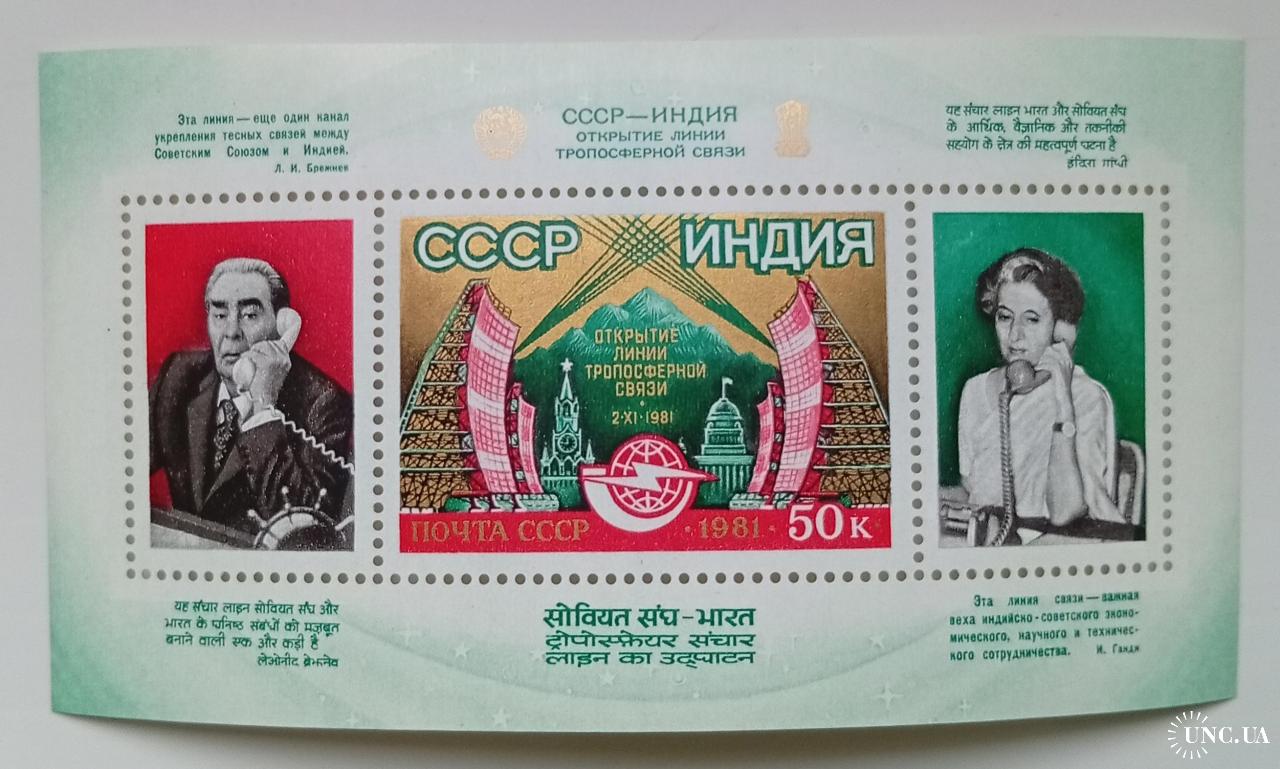 Эта линия — еще один канал
укрепления тесных связей между
Советским Союзом и Индией.
Л. И. Брежнев
СССР—ИНДИЯ
ОТКРЫТИЕ ЛИНИИ
ТРОПОСФЕРНОЙ СВЯЗИ
यह संचार लाइन भारत और सोवियत संघ
के आर्थिक, वैज्ञानिक और तकनीकी
सहयोग के क्षेत्र की महत्वपूर्ण घटना है
इंदिरा गांधी
СССР ИНДИЯ
ОТКРЫТИЕ
ЛИНИИ
ТРОПОСФЕРНОЙ
СВЯЗИ
2·XI·1981
ПОЧТА СССР ·1981· 50к
यह संचार लाइन सोवियत संघ और
भारत के घनिष्ठ संबंधों को मज़बूत
बनाने वाली एक और कड़ी है
लेओनीद ब्रेझनेव
सोवियत संघ-भारत
ट्रोपोस्फ़ेयर संचार
लाइन का उद्घाटन
Эта линия связи — важная
веха индийско-советского эконо-
мического, научного и техничес-
кого сотрудничества. И. Ганди
UNC.UA